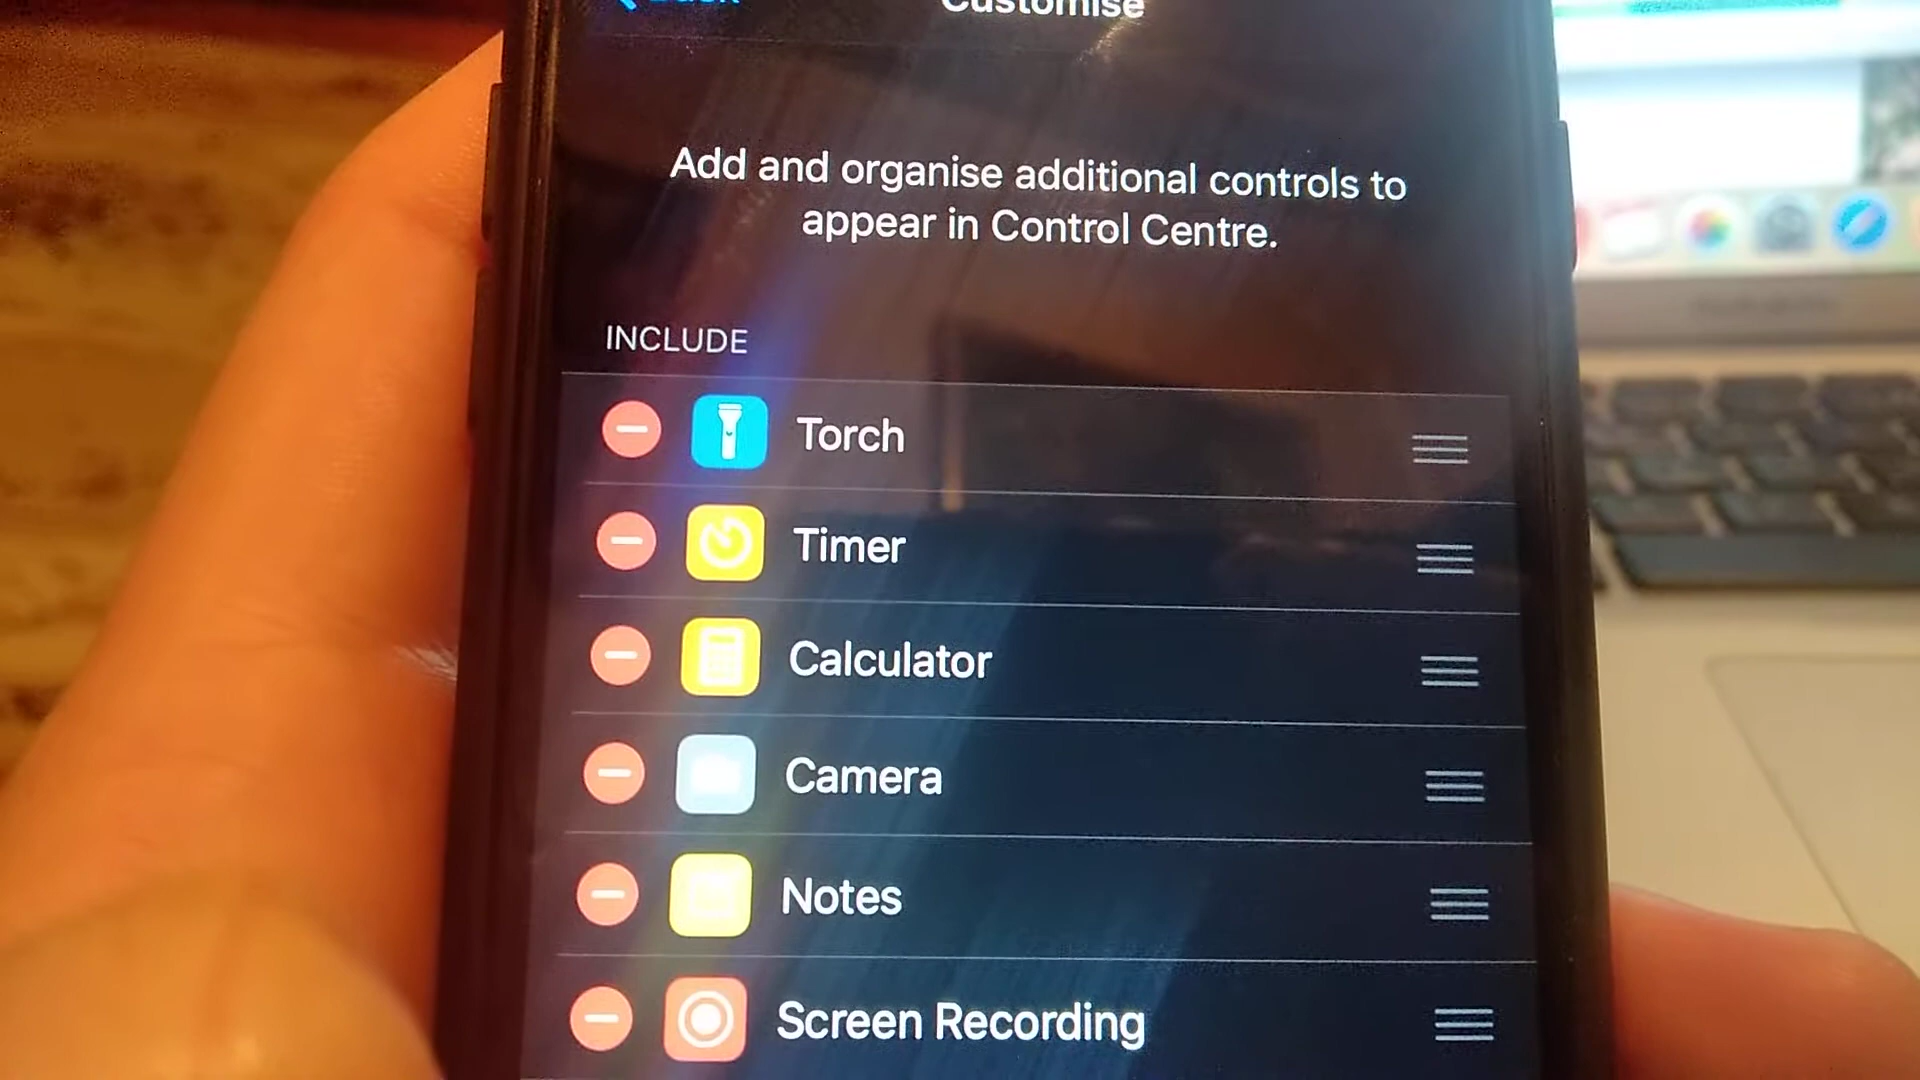 Back
Customise
Add and organise additional controls to
appear in Control Centre.
INCLUDE
Torch
Timer
Calculator
Camera
Notes
Screen Recording